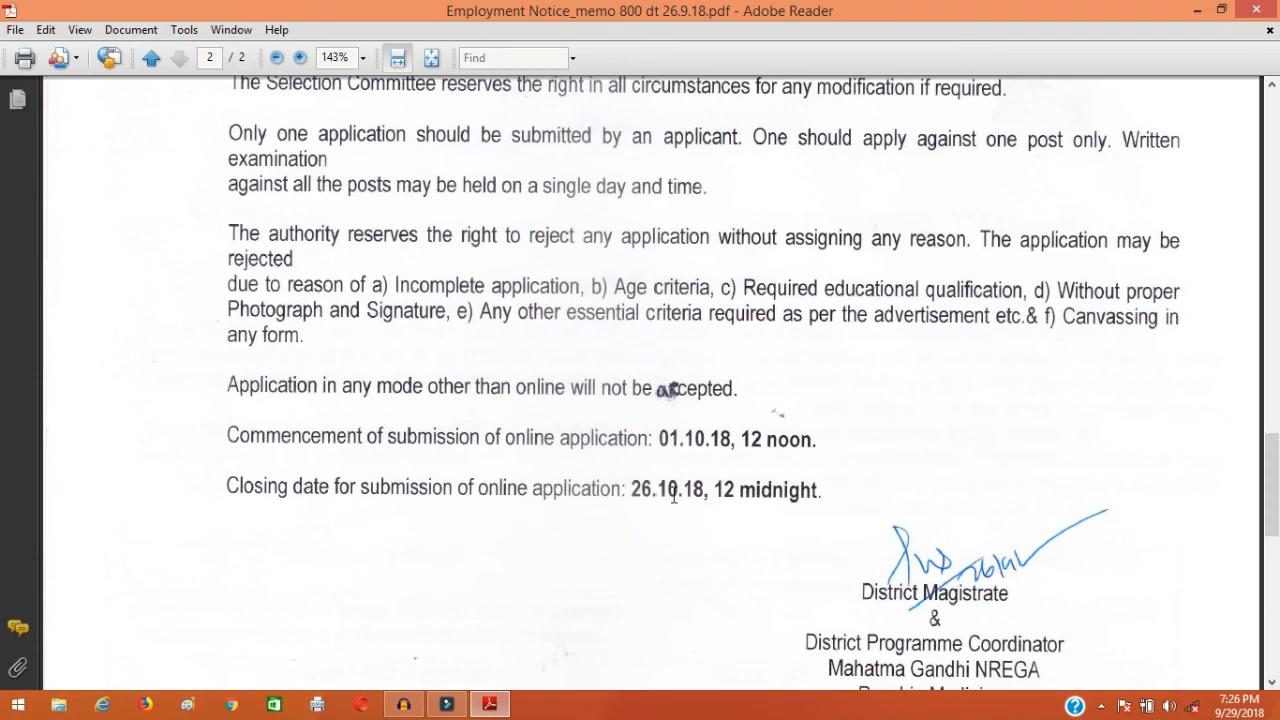 Employment Notice_memo 800 dt 26.9.18.pdf - Adobe Reader
File Edit View Document Tools Window Help
2 / 2 143% Find
The Selection Committee reserves the right in all circumstances for any modification if required.
Only one application should be submitted by an applicant. One should apply against one post only. Written
examination
against all the posts may be held on a single day and time.
The authority reserves the right to reject any application without assigning any reason. The application may be
rejected
due to reason of a) Incomplete application, b) Age criteria, c) Required educational qualification, d) Without proper
Photograph and Signature, e) Any other essential criteria required as per the advertisement etc.& f) Canvassing in
any form.
Application in any mode other than online will not be accepted.
Commencement of submission of online application: 01.10.18, 12 noon.
Closing date for submission of online application: 26.10.18, 12 midnight.
District Magistrate
&
District Programme Coordinator
Mahatma Gandhi NREGA
7:26 PM
9/29/2018